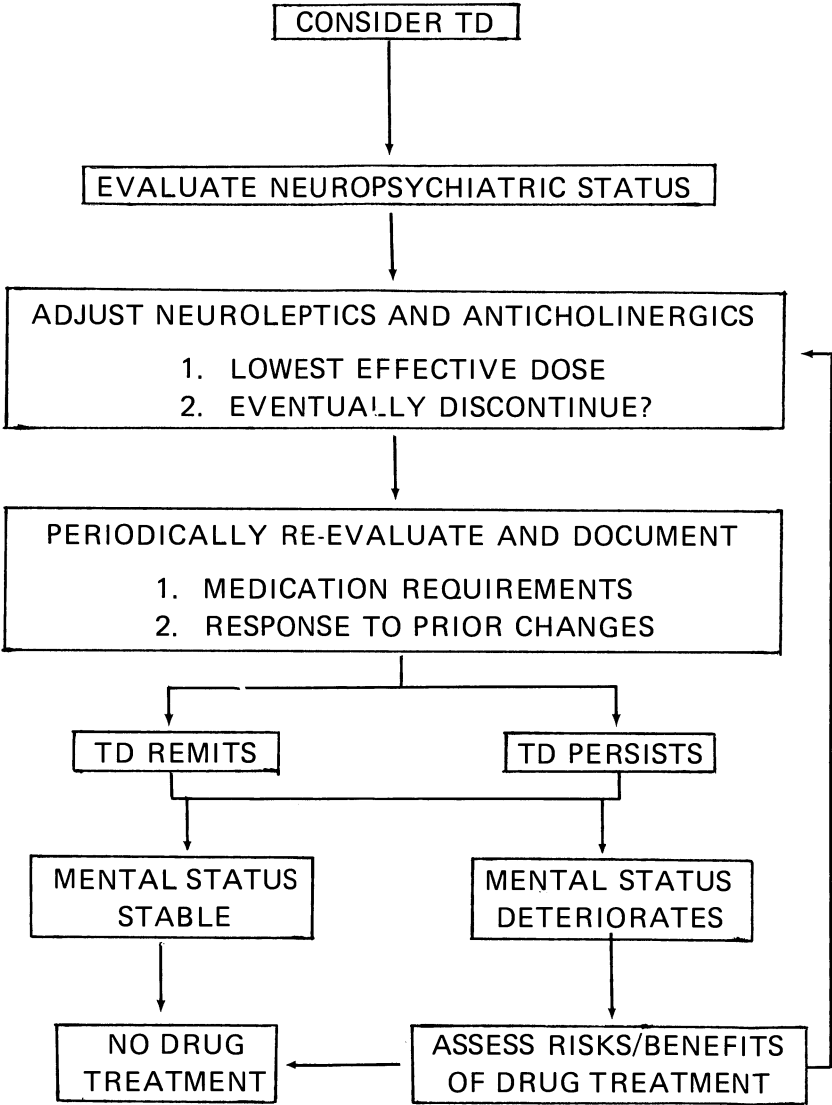 CONSIDER TD
EVALUATE NEUROPSYCHIATRIC STATUS
ADJUST NEUROLEPTICS AND ANTICHOLINERGICS
1. LOWEST EFFECTIVE DOSE
2. EVENTUALLY DISCONTINUE?
PERIODICALLY RE-EVALUATE AND DOCUMENT
1. MEDICATION REQUIREMENTS
2. RESPONSE TO PRIOR CHANGES
TD REMITS
TD PERSISTS
MENTAL STATUS
STABLE
MENTAL STATUS
DETERIORATES
NO DRUG
TREATMENT
ASSESS RISKS/BENEFITS
OF DRUG TREATMENT